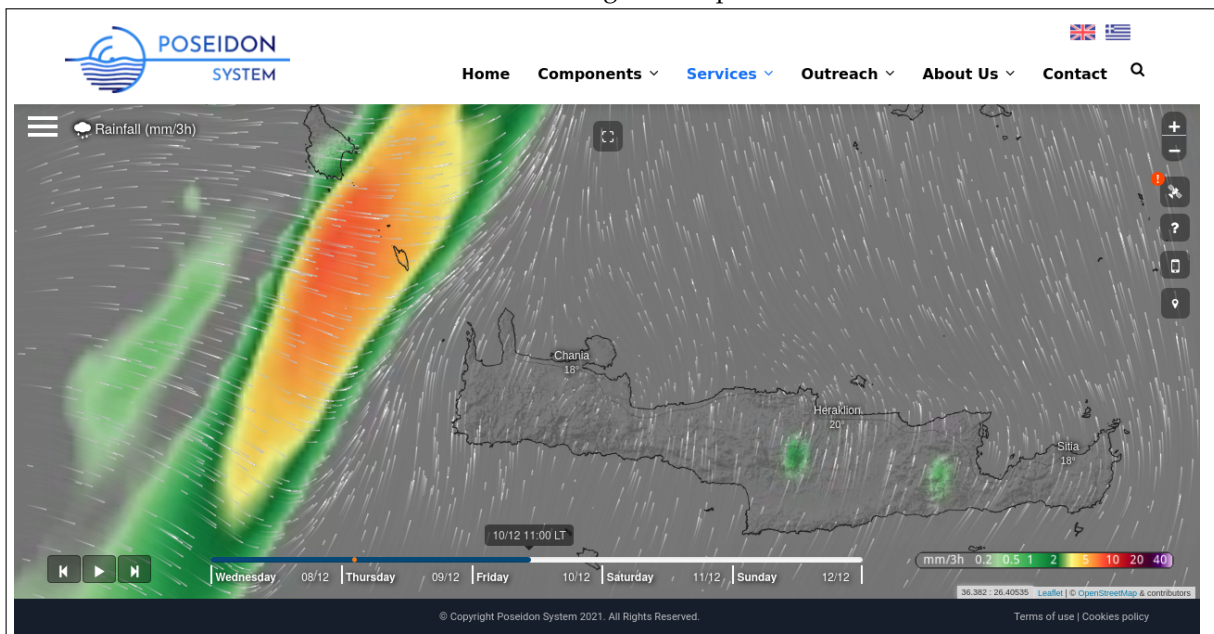 POSEIDON
SYSTEM
Home Components Services Outreach About Us Contact
Rainfall (mm/3h)
+
−
!
?
Chania
18°
Heraklion
20°
Sitia
18°
10/12 11:00 LT
Wednesday 08/12 Thursday 09/12 Friday 10/12 Saturday 11/12 Sunday 12/12
mm/3h 0.2 0.5 1 2 5 10 20 40
36.382 : 26.40535 Leaflet | © OpenStreetMap & contributors
© Copyright Poseidon System 2021. All Rights Reserved.
Terms of use | Cookies policy